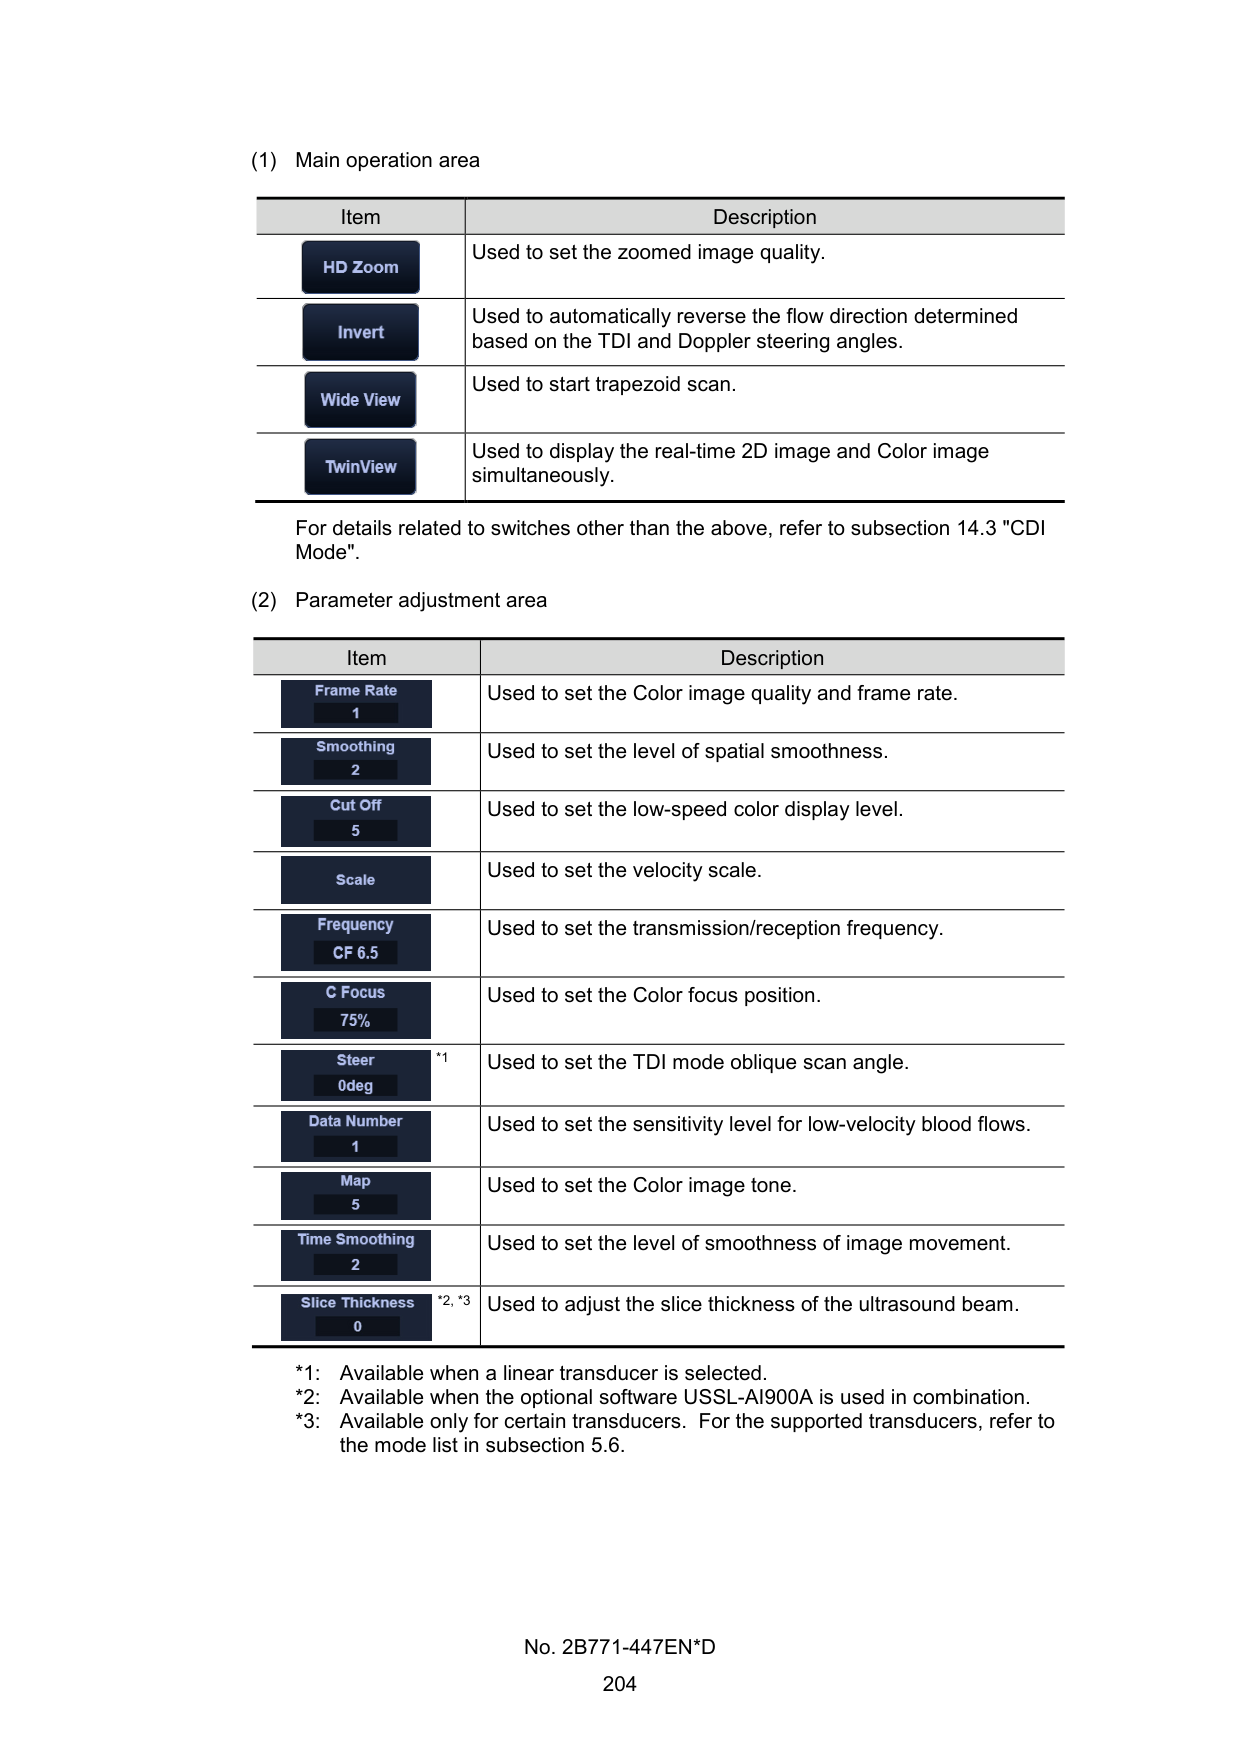 (1) Main operation area
Item Description
HD Zoom Used to set the zoomed image quality.
Invert Used to automatically reverse the flow direction determined
based on the TDI and Doppler steering angles.
Wide View Used to start trapezoid scan.
TwinView Used to display the real-time 2D image and Color image
simultaneously.
For details related to switches other than the above, refer to subsection 14.3 "CDI
Mode".
(2) Parameter adjustment area
Item Description
Frame Rate Used to set the Color image quality and frame rate.
1
Smoothing Used to set the level of spatial smoothness.
2
Cut Off Used to set the low-speed color display level.
5
Scale Used to set the velocity scale.
Frequency Used to set the transmission/reception frequency.
CF 6.5
C Focus Used to set the Color focus position.
75%
Steer *1 Used to set the TDI mode oblique scan angle.
0deg
Data Number Used to set the sensitivity level for low-velocity blood flows.
1
Map Used to set the Color image tone.
5
Time Smoothing Used to set the level of smoothness of image movement.
2
Slice Thickness *2, *3 Used to adjust the slice thickness of the ultrasound beam.
0
*1: Available when a linear transducer is selected.
*2: Available when the optional software USSL-AI900A is used in combination.
*3: Available only for certain transducers. For the supported transducers, refer to
the mode list in subsection 5.6.
No. 2B771-447EN*D
204